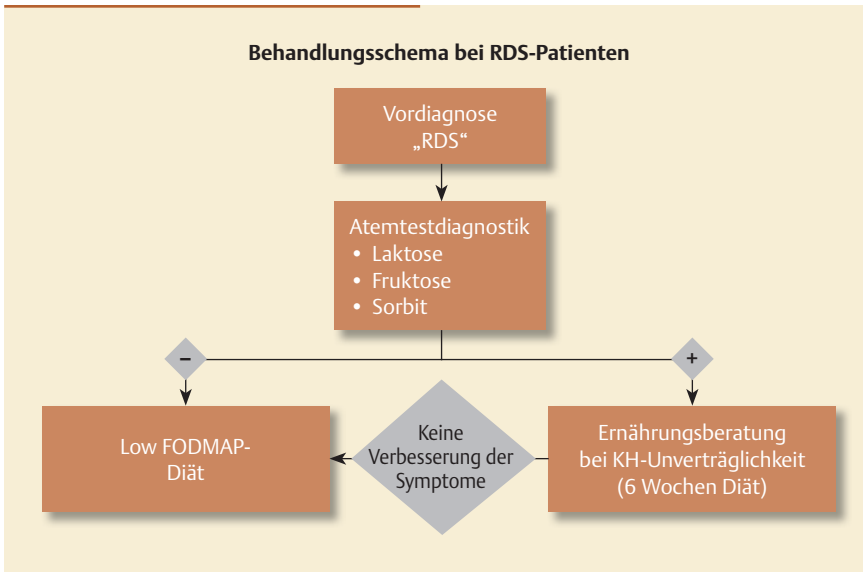 Behandlungsschema bei RDS-Patienten
Vordiagnose
„RDS“
Atemtestdiagnostik
• Laktose
• Fruktose
• Sorbit
–
+
Low FODMAP-
Diät
Keine
Verbesserung der
Symptome
Ernährungsberatung
bei KH-Unverträglichkeit
(6 Wochen Diät)